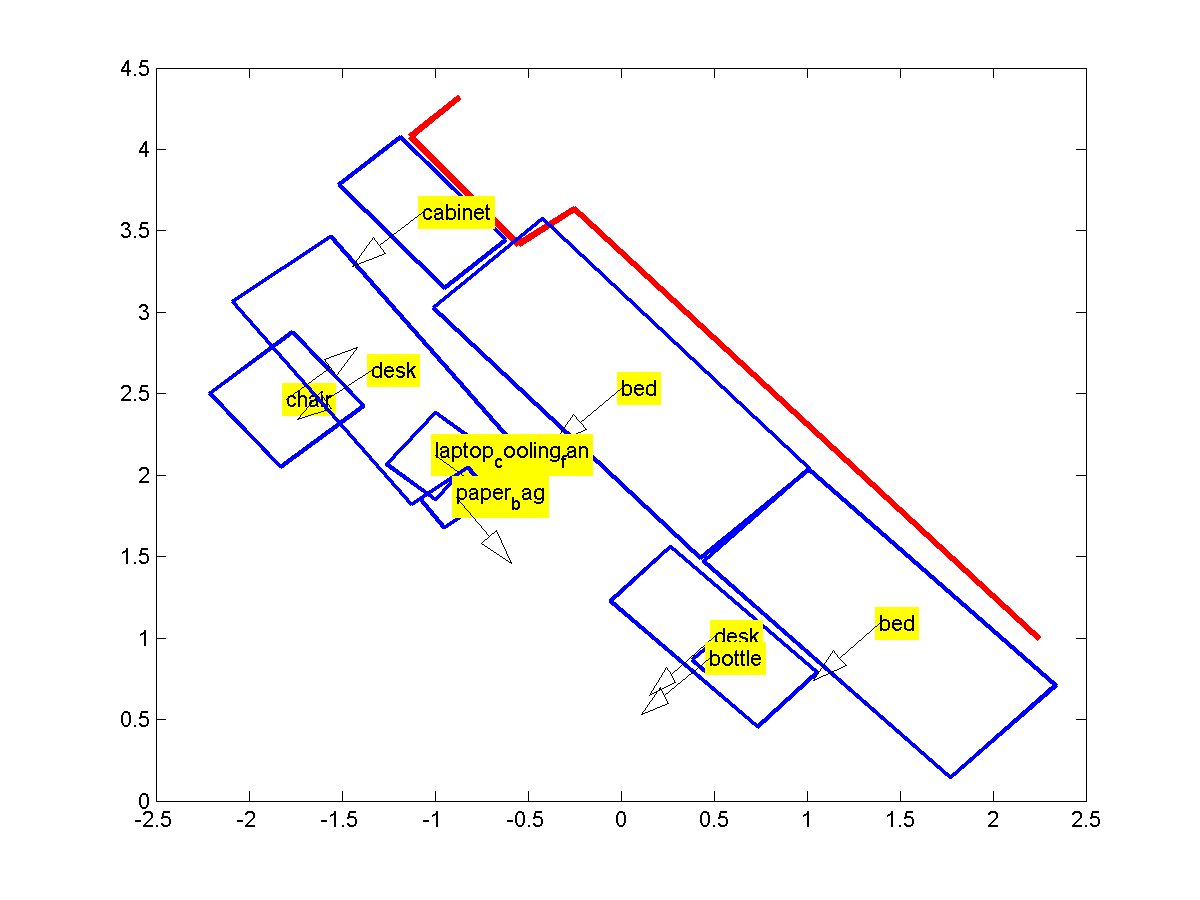 4.5
4
cabinet
3.5
3
desk
bed
chair
2.5
laptop_cooling_fan
2
paper_bag
1.5
bed
desk
1
bottle
0.5
0
-2.5 -2 -1.5 -1 -0.5 0 0.5 1 1.5 2 2.5